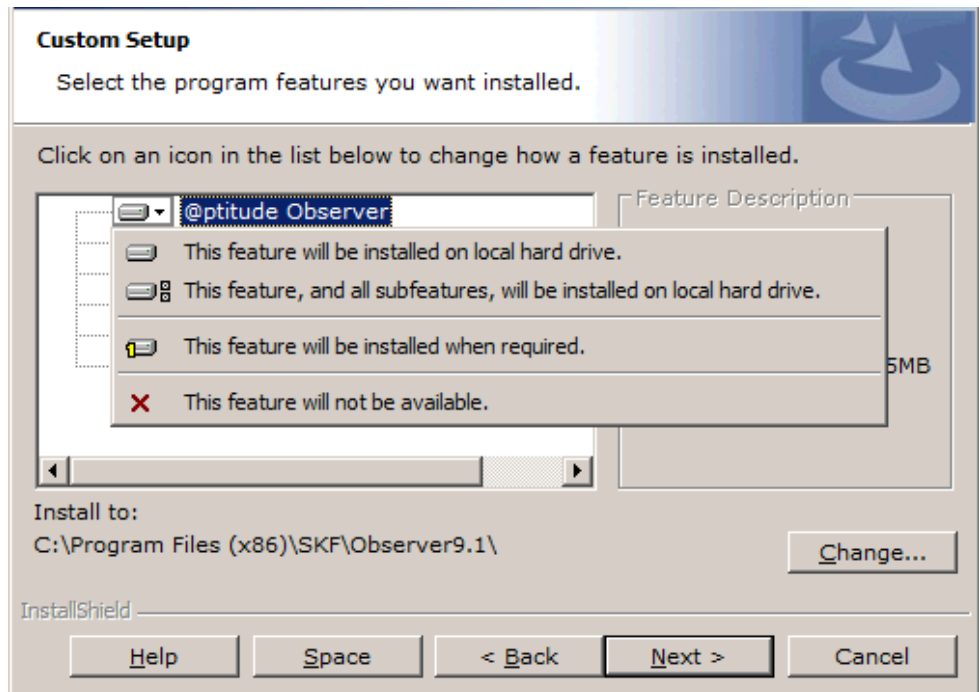 Custom Setup
Select the program features you want installed.
Click on an icon in the list below to change how a feature is installed.
@ptitude Observer
Feature Description
This feature will be installed on local hard drive.
This feature, and all subfeatures, will be installed on local hard drive.
This feature will be installed when required.
5MB
This feature will not be available.
Install to:
C:\Program Files (x86)\SKF\Observer9.1\
Change...
InstallShield
Help
Space
< Back
Next >
Cancel